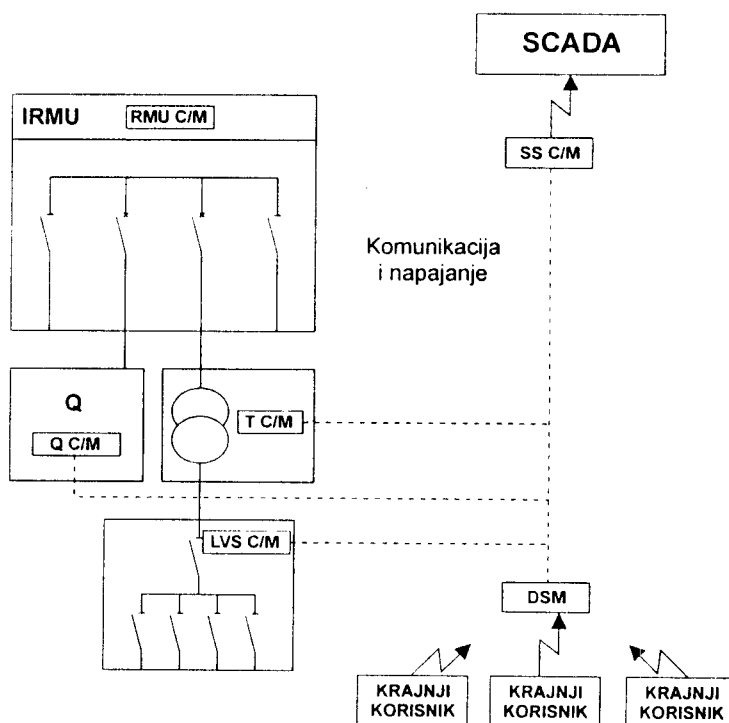 SCADA
IRMU
RMU C/M
SS C/M
Komunikacija
i napajanje
Q
Q C/M
T C/M
LVS C/M
DSM
KRAJNJI
KORISNIK
KRAJNJI
KORISNIK
KRAJNJI
KORISNIK